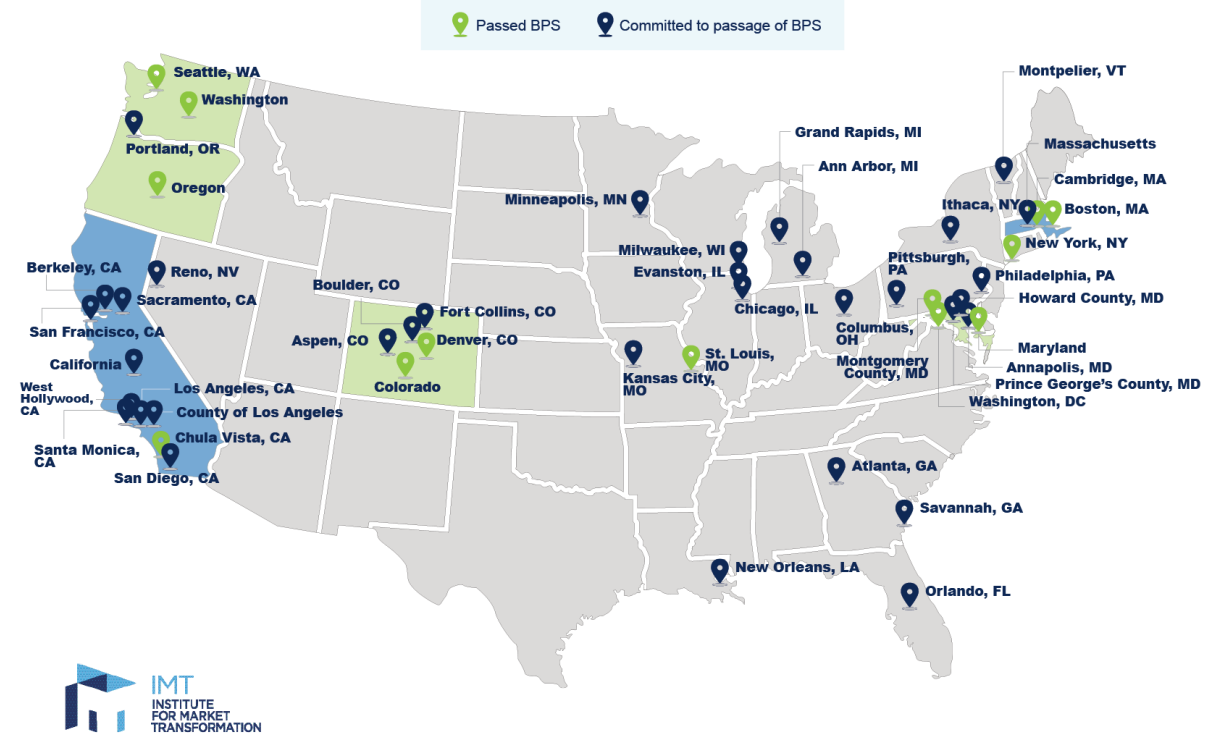 Passed BPS
Committed to passage of BPS
Seattle, WA
Washington
Portland, OR
Oregon
Montpelier, VT
Grand Rapids, MI
Massachusetts
Ann Arbor, MI
Cambridge, MA
Minneapolis, MN
Ithaca, NY
Boston, MA
Milwaukee, WI
New York, NY
Berkeley, CA
Reno, NV
Evanston, IL
Pittsburgh,
PA
Philadelphia, PA
Boulder, CO
Sacramento, CA
Chicago, IL
Howard County, MD
San Francisco, CA
Fort Collins, CO
Columbus,
OH
Aspen, CO
Denver, CO
St. Louis,
MO
Maryland
California
Kansas City,
MO
Montgomery
County, MD
Annapolis, MD
Colorado
Prince George's County, MD
West
Hollywood,
CA
Los Angeles, CA
Washington, DC
County of Los Angeles
Chula Vista, CA
Santa Monica,
CA
San Diego, CA
Atlanta, GA
Savannah, GA
New Orleans, LA
Orlando, FL
IMT
INSTITUTE
FOR MARKET
TRANSFORMATION